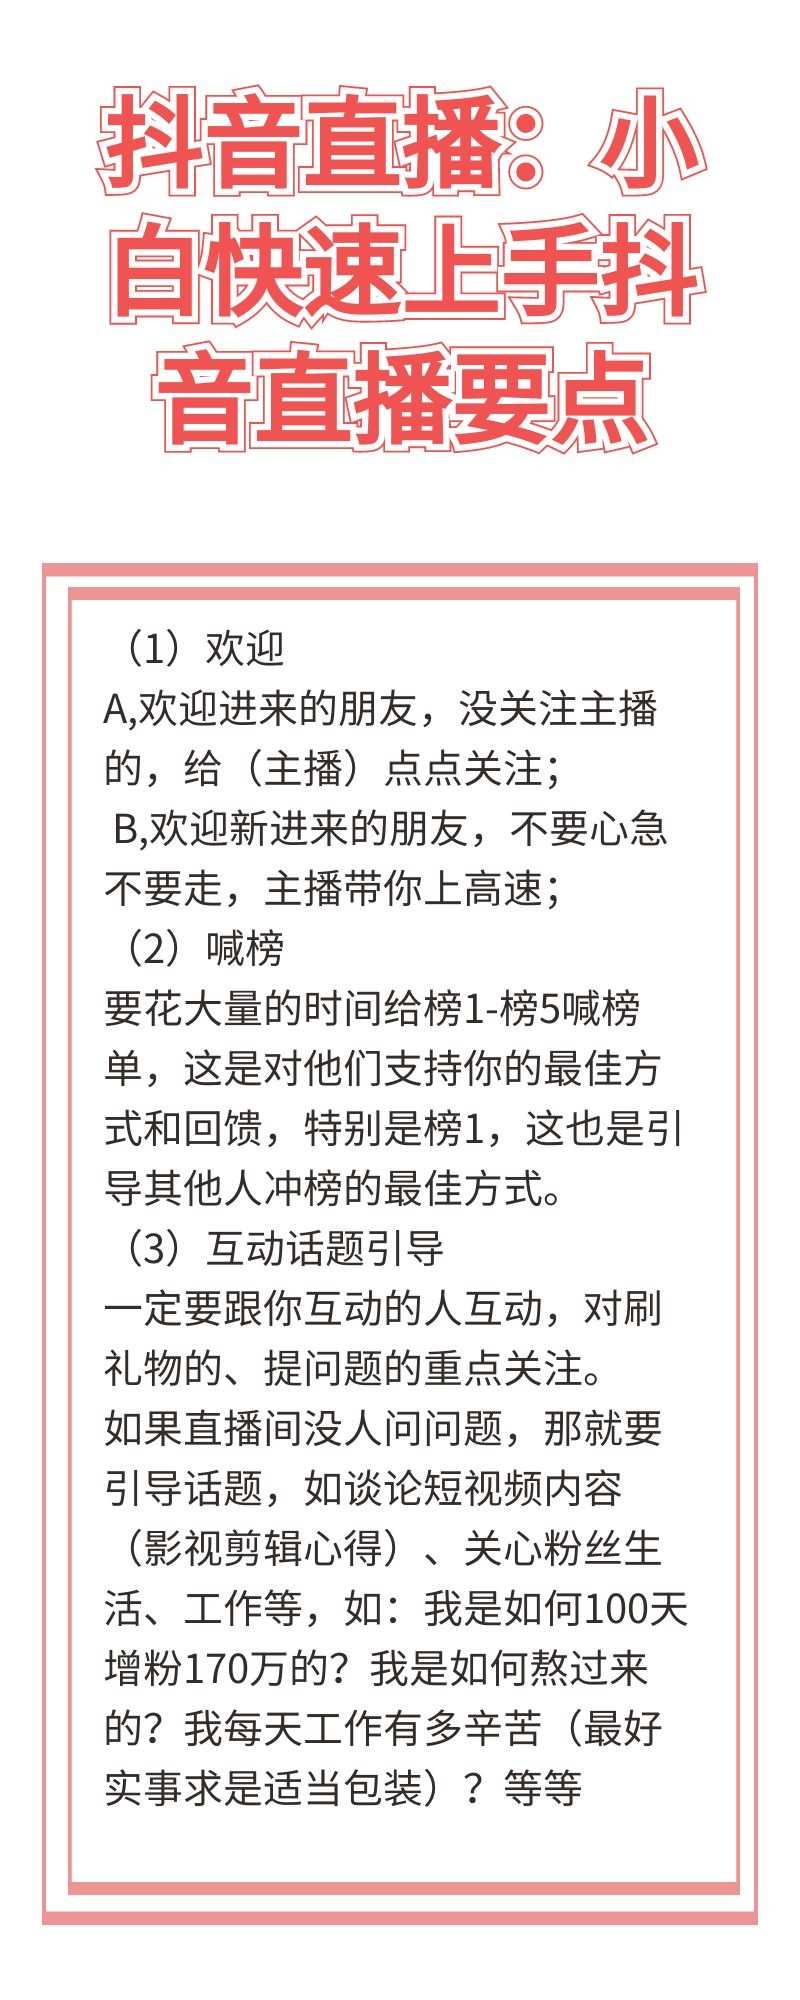 抖音直播：小
白快速上手抖
音直播要点
（1）欢迎
A,欢迎进来的朋友，没关注主播
的，给（主播）点点关注；
B,欢迎新进来的朋友，不要心急
不要走，主播带你上高速；
（2）喊榜
要花大量的时间给榜1-榜5喊榜
单，这是对他们支持你的最佳方
式和回馈，特别是榜1，这也是引
导其他人冲榜的最佳方式。
（3）互动话题引导
一定要跟你互动的人互动，对刷
礼物的、提问题的重点关注。
如果直播间没人问问题，那就要
引导话题，如谈论短视频内容
（影视剪辑心得）、关心粉丝生
活、工作等，如：我是如何100天
增粉170万的？我是如何熬过来
的？我每天工作有多辛苦（最好
实事求是适当包装）？等等